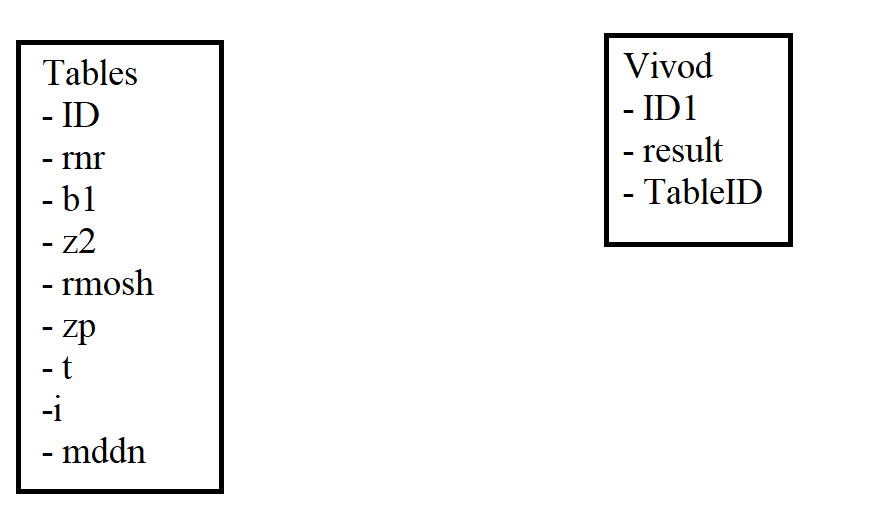 Tables
- ID
- rnr
- b1
- z2
- rmosh
- zp
- t
-i
- mddn
Vivod
- ID1
- result
- TableID